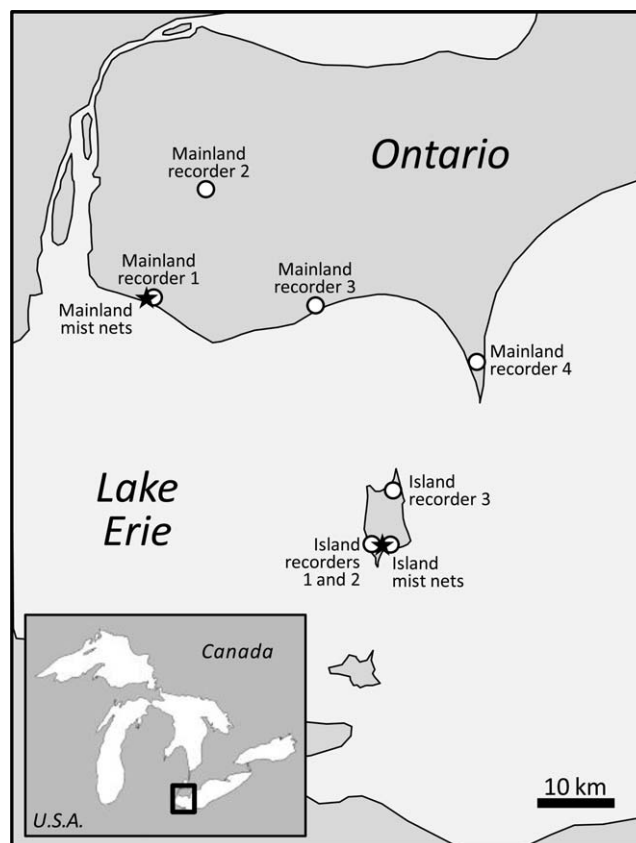 Ontario
Mainland
recorder 2
Mainland
recorder 1
Mainland
mist nets
Mainland
recorder 3
Mainland
recorder 4
Lake
Erie
Island
recorder 3
Island
recorders
1 and 2
Island
mist nets
Canada
U.S.A.
10 km